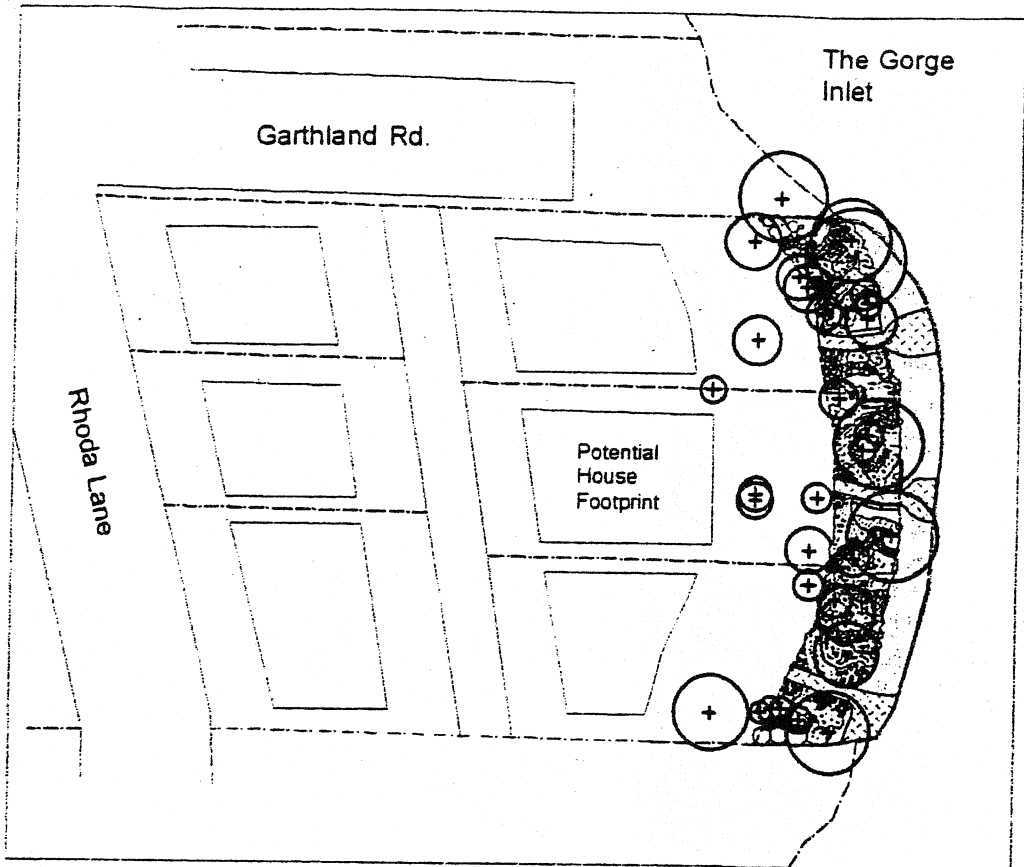 The Gorge
Inlet
Garthland Rd.
Rhoda Lane
Potential
House
Footprint